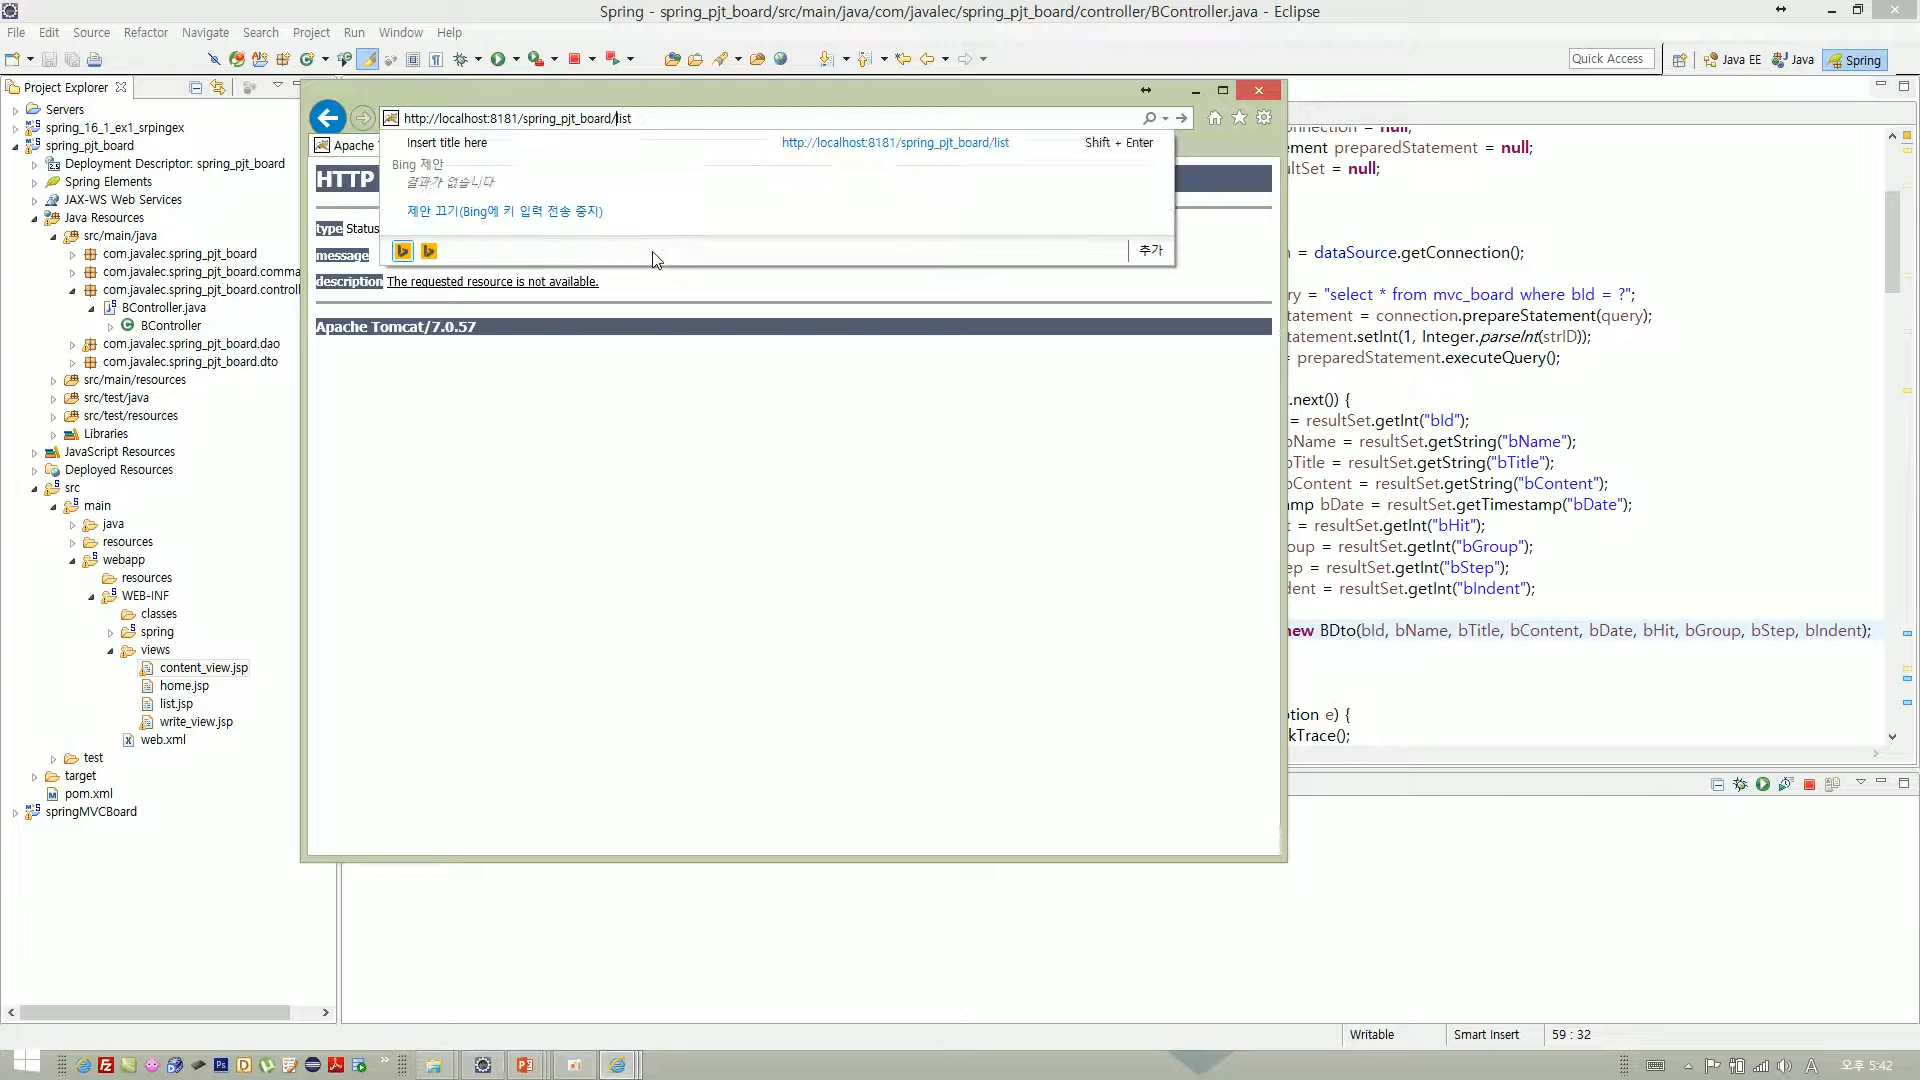 Spring - spring_pjt_board/src/main/java/com/javalec/spring_pjt_board/controller/BController.java - Eclipse
File Edit Source Refactor Navigate Search Project Run Window Help
Quick Access
Java EE
Java
Spring
Project Explorer
Servers
spring_16_1_ex1_srpingex
spring_pjt_board
Deployment Descriptor: spring_pjt_board
Spring Elements
JAX-WS Web Services
Java Resources
src/main/java
com.javalec.spring_pjt_board
com.javalec.spring_pjt_board.comma
com.javalec.spring_pjt_board.controll
BController.java
BController
com.javalec.spring_pjt_board.dao
com.javalec.spring_pjt_board.dto
src/main/resources
src/test/java
src/test/resources
Libraries
JavaScript Resources
Deployed Resources
src
main
java
resources
webapp
resources
WEB-INF
classes
spring
views
content_view.jsp
home.jsp
list.jsp
write_view.jsp
web.xml
test
target
pom.xml
springMVCBoard
http://localhost:8181/spring_pjt_board/list
Insert title here http://localhost:8181/spring_pjt_board/list Shift + Enter
Bing 제안
결과가 없습니다
제안 끄기(Bing에 키 입력 전송 중지)
추가
Apache
HTTP
type Status
message
description The requested resource is not available.
Apache Tomcat/7.0.57
onnection = null;
ement preparedStatement = null;
ultSet = null;
n = dataSource.getConnection();
ry = "select * from mvc_board where bId = ?";
tatement = connection.prepareStatement(query);
tatement.setInt(1, Integer.parseInt(strID));
= preparedStatement.executeQuery();
.next()) {
= resultSet.getInt("bId");
bName = resultSet.getString("bName");
bTitle = resultSet.getString("bTitle");
bContent = resultSet.getString("bContent");
amp bDate = resultSet.getTimestamp("bDate");
t = resultSet.getInt("bHit");
oup = resultSet.getInt("bGroup");
ep = resultSet.getInt("bStep");
dent = resultSet.getInt("bIndent");
new BDto(bId, bName, bTitle, bContent, bDate, bHit, bGroup, bStep, bIndent);
tion e) {
kTrace();
Writable
Smart Insert
59 : 32
오후 5:42